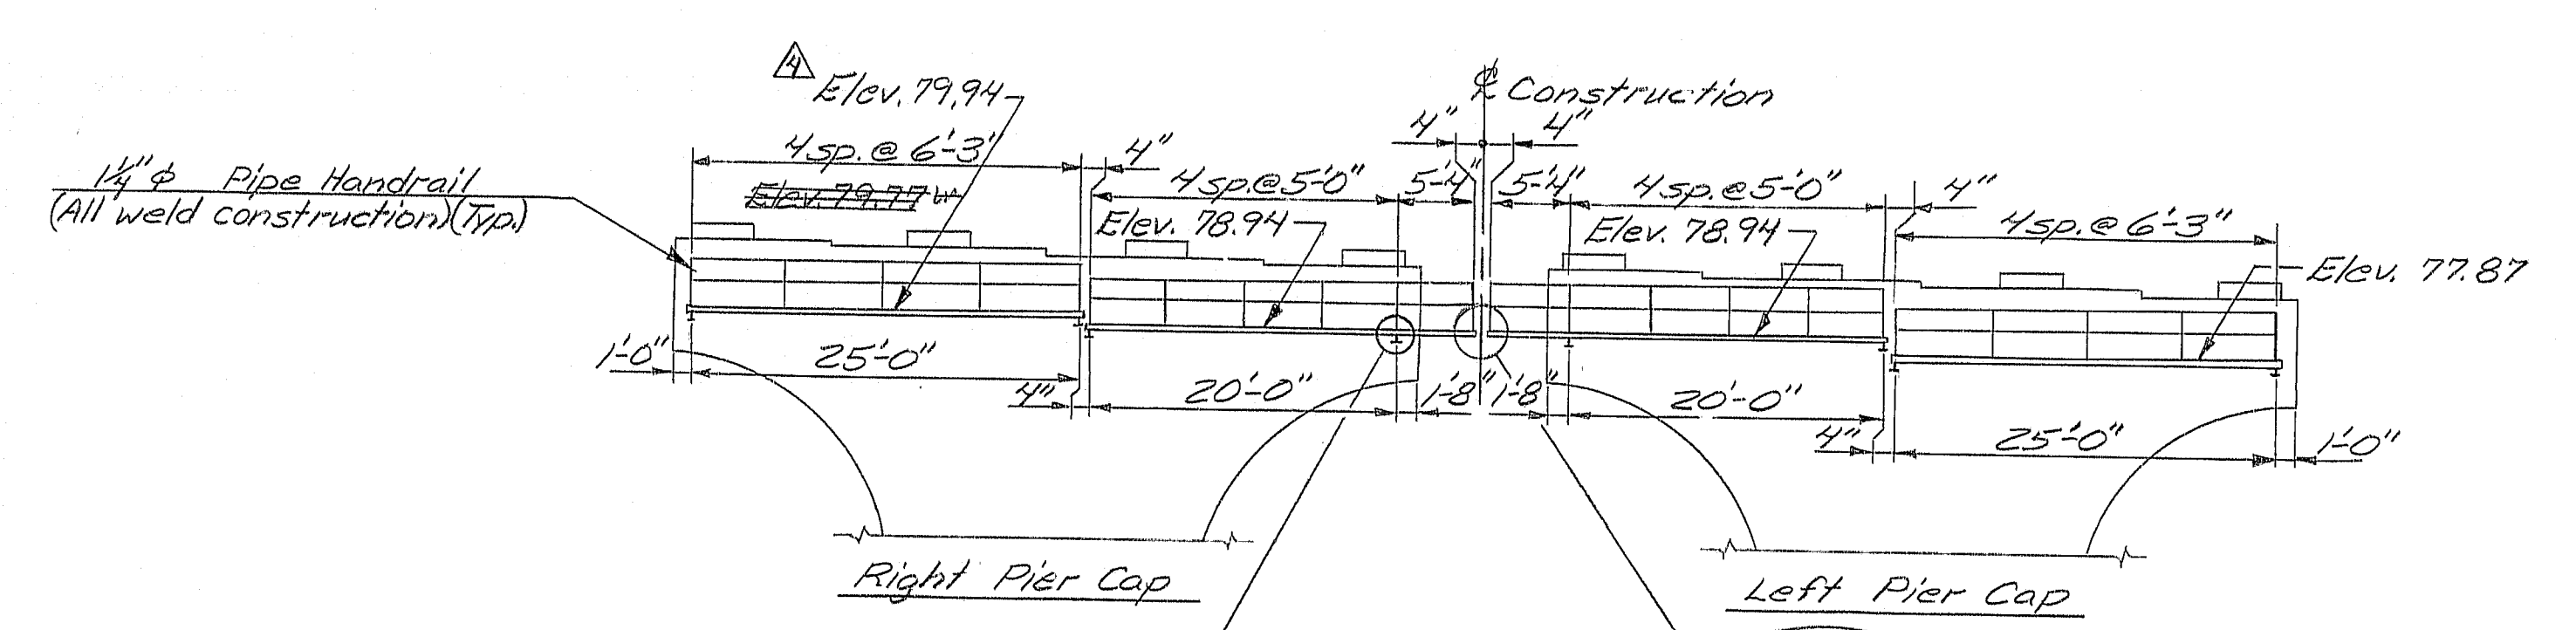 4
Elev. 79.94
℄ Construction
4" 4"
4 sp. @ 6'-3' 4"
1¼" ϕ Pipe Handrail
(All weld construction)(Typ.)
Elev. 79.77
4 sp. @ 5'-0" 5'-4" 5'-4" 4 sp. @ 5'-0" 4"
Elev. 78.94
Elev. 78.94
4 sp. @ 6'-3"
Elev. 77.87
1'-0" 25'-0"
4" 20'-0" 1'-8" 1'-8" 20'-0"
4" 25'-0" 1'-0"
Right Pier Cap
Left Pier Cap